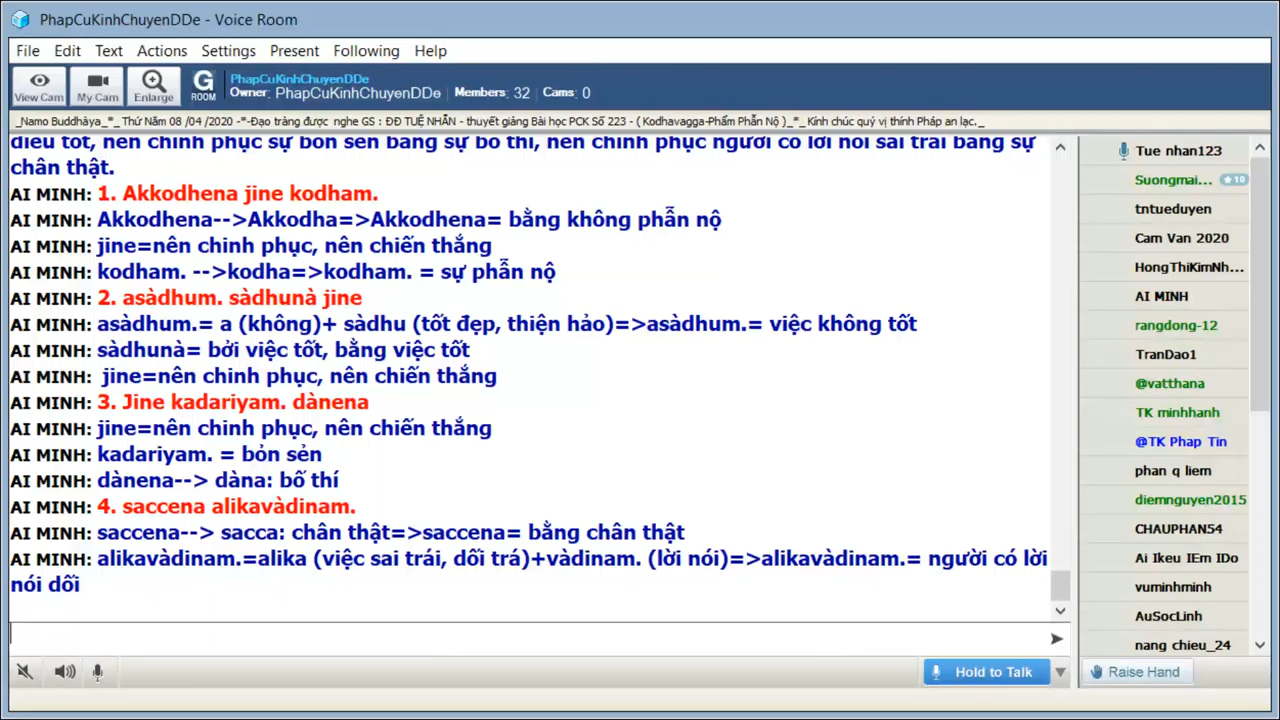 PhapCuKinhChuyenDDe - Voice Room
File Edit Text Actions Settings Present Following Help
View Cam
My Cam
Enlarge
G ROOM
PhapCuKinhChuyenDDe
Owner: PhapCuKinhChuyenDDe Members: 32 Cams: 0
_Namo Buddhàya_*_ Thứ Năm 08 /04 /2020 -*-Đạo tràng được nghe GS : ĐĐ TUỆ NHẪN - thuyết giảng Bài học PCK Số 223 - ( Kodhavagga-Phẩm Phẫn Nộ )_*_ Kính chúc quý vị thính Pháp an lạc._
điều tốt, nên chinh phục sự bỏn sẻn bằng sự bố thí, nên chinh phục người có lời nói sai trái bằng sự
chân thật.
AI MINH: 1. Akkodhena jine kodham.
AI MINH: Akkodhena-->Akkodha=>Akkodhena= bằng không phẫn nộ
AI MINH: jine=nên chinh phục, nên chiến thắng
AI MINH: kodham. -->kodha=>kodham. = sự phẫn nộ
AI MINH: 2. asàdhum. sàdhunà jine
AI MINH: asàdhum.= a (không)+ sàdhu (tốt đẹp, thiện hảo)=>asàdhum.= việc không tốt
AI MINH: sàdhunà= bởi việc tốt, bằng việc tốt
AI MINH: jine=nên chinh phục, nên chiến thắng
AI MINH: 3. Jine kadariyam. dànena
AI MINH: jine=nên chinh phục, nên chiến thắng
AI MINH: kadariyam. = bỏn sẻn
AI MINH: dànena--> dàna: bố thí
AI MINH: 4. saccena alikavàdinam.
AI MINH: saccena--> sacca: chân thật=>saccena= bằng chân thật
AI MINH: alikavàdinam.=alika (việc sai trái, dối trá)+vàdinam. (lời nói)=>alikavàdinam.= người có lời
nói dối
Tue nhan123
Suongmai... ★10
tntueduyen
Cam Van 2020
HongThiKimNh...
AI MINH
rangdong-12
TranDao1
@vatthana
TK minhhanh
@TK Phap Tin
phan q liem
diemnguyen2015
CHAUPHAN54
Ai Ikeu IEm IDo
vuminhminh
AuSocLinh
nang chieu_24
Hold to Talk
Raise Hand